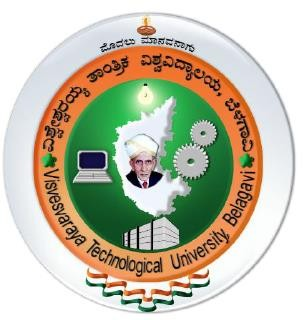 ಮೊದಲು ಮಾನವನಾಗು
ವಿಶ್ವೇಶ್ವರಯ್ಯ ತಾಂತ್ರಿಕ ವಿಶ್ವವಿದ್ಯಾಲಯ, ಬೆಳಗಾವಿ
Visvesvaraya Technological University, Belagavi